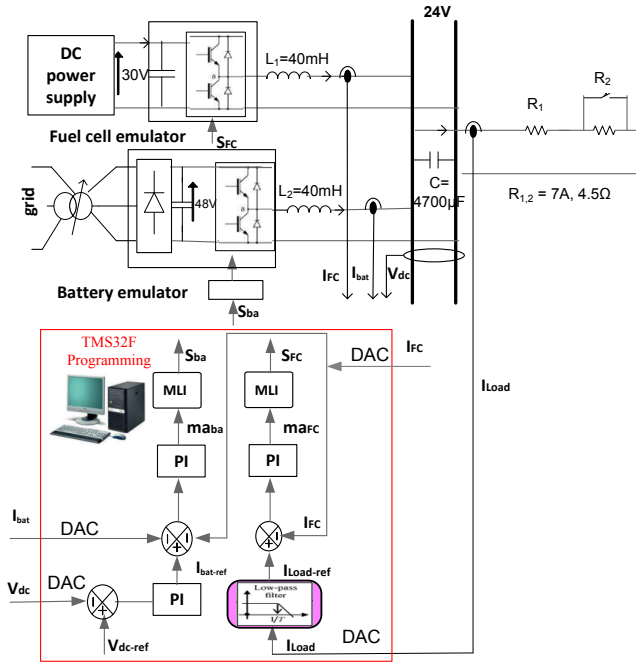 24V
DC
power
supply
30V
a
L1=40mH
R1
R2
Fuel cell emulator
SFC
grid
48V
a
L2=40mH
C=
4700µF
R1,2 = 7A, 4.5Ω
IFC
Ibat
Vdc
Battery emulator
Sba
TMS32F
Programming
Sba
SFC
DAC
IFC
ILoad
MLI
MLI
maba
maFC
PI
PI
Ibat
DAC
IFC
Ibat-ref
ILoad-ref
Vdc
DAC
PI
Low-pass
filter
1/T
Vdc-ref
ILoad
DAC